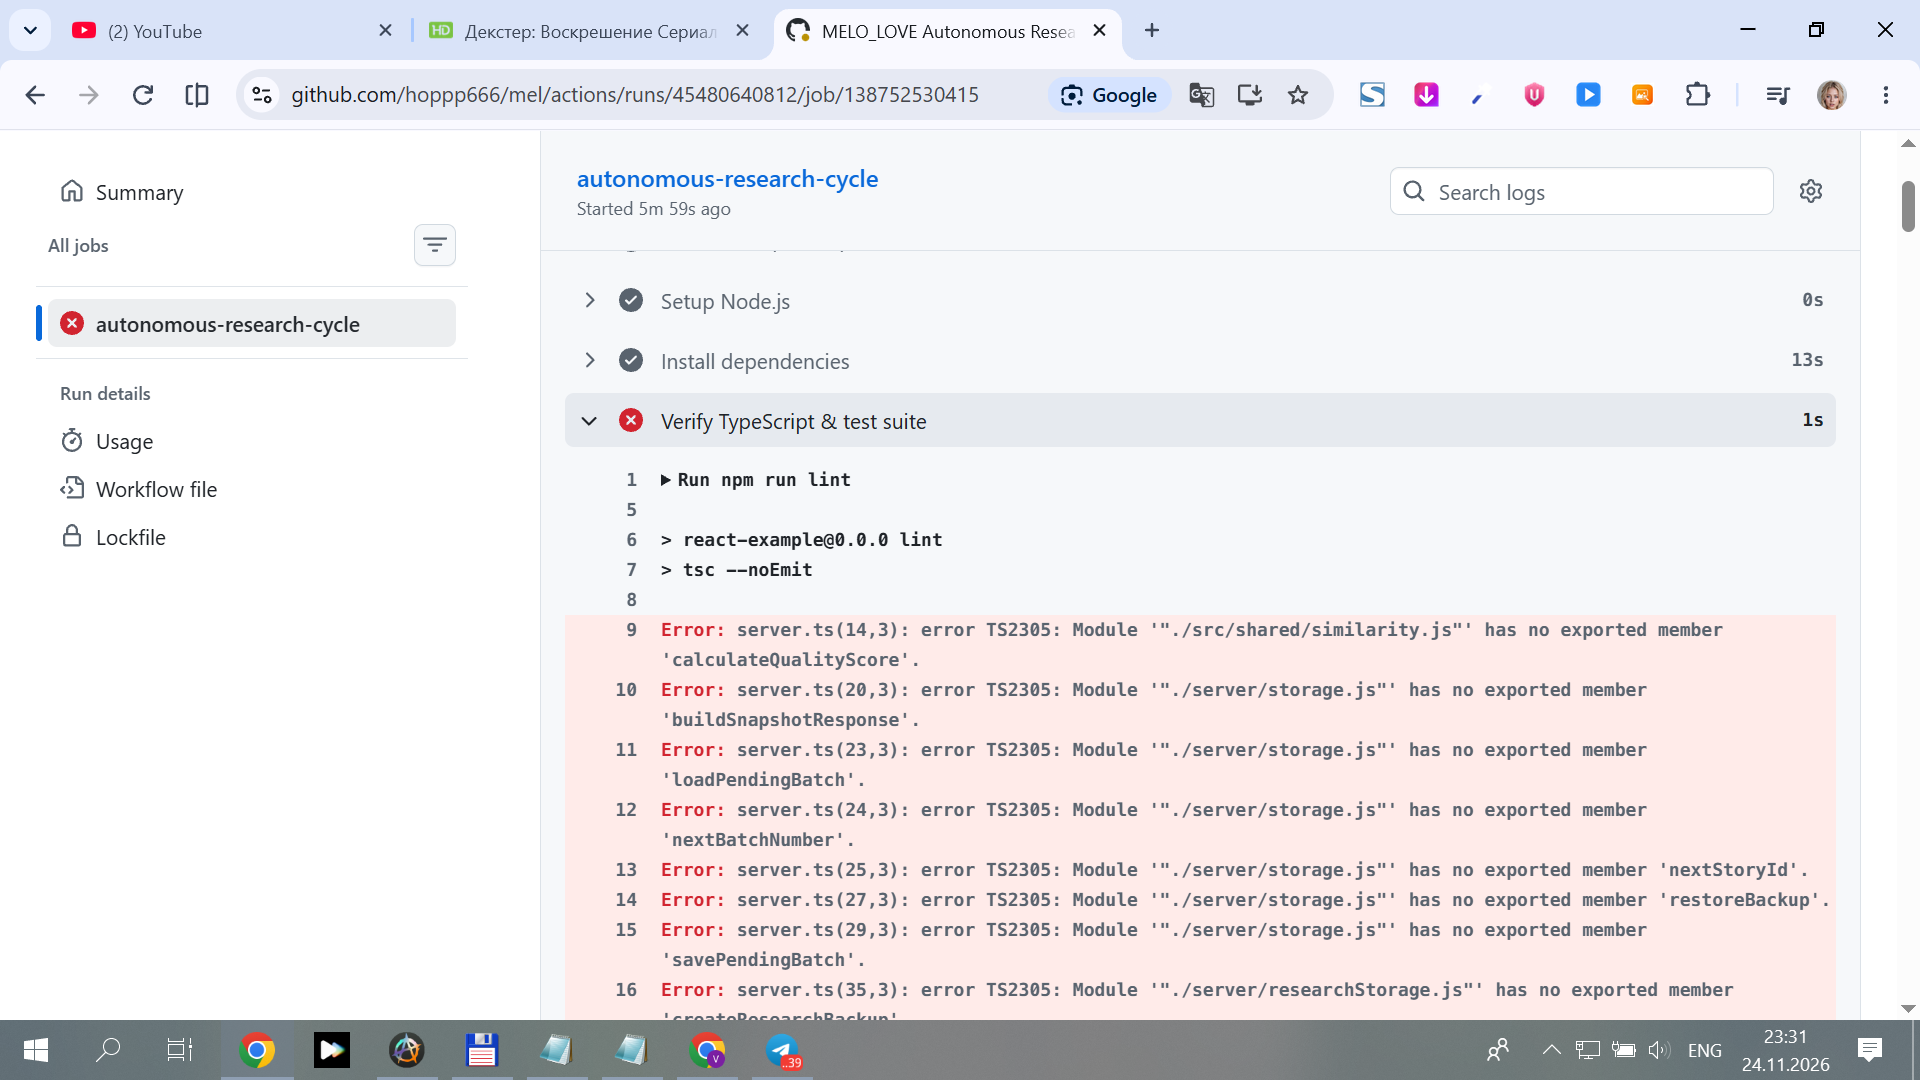 (2) YouTube
HD
Декстер: Воскрешение Сериал
MELO_LOVE Autonomous Resea
github.com/hoppp666/mel/actions/runs/45480640812/job/138752530415
Google
Summary
All jobs
autonomous-research-cycle
Run details
Usage
Workflow file
Lockfile
autonomous-research-cycle
Started 5m 59s ago
Search logs
Setup Node.js
0s
Install dependencies
13s
Verify TypeScript & test suite
1s
1 Run npm run lint
5
6 > react-example@0.0.0 lint
7 > tsc --noEmit
8
9 Error: server.ts(14,3): error TS2305: Module '"./src/shared/similarity.js"' has no exported member
'calculateQualityScore'.
10 Error: server.ts(20,3): error TS2305: Module '"./server/storage.js"' has no exported member
'buildSnapshotResponse'.
11 Error: server.ts(23,3): error TS2305: Module '"./server/storage.js"' has no exported member
'loadPendingBatch'.
12 Error: server.ts(24,3): error TS2305: Module '"./server/storage.js"' has no exported member
'nextBatchNumber'.
13 Error: server.ts(25,3): error TS2305: Module '"./server/storage.js"' has no exported member 'nextStoryId'.
14 Error: server.ts(27,3): error TS2305: Module '"./server/storage.js"' has no exported member 'restoreBackup'.
15 Error: server.ts(29,3): error TS2305: Module '"./server/storage.js"' has no exported member
'savePendingBatch'.
16 Error: server.ts(35,3): error TS2305: Module '"./server/researchStorage.js"' has no exported member
'createResearchBackup'
V
..39
ENG
23:31
24.11.2026